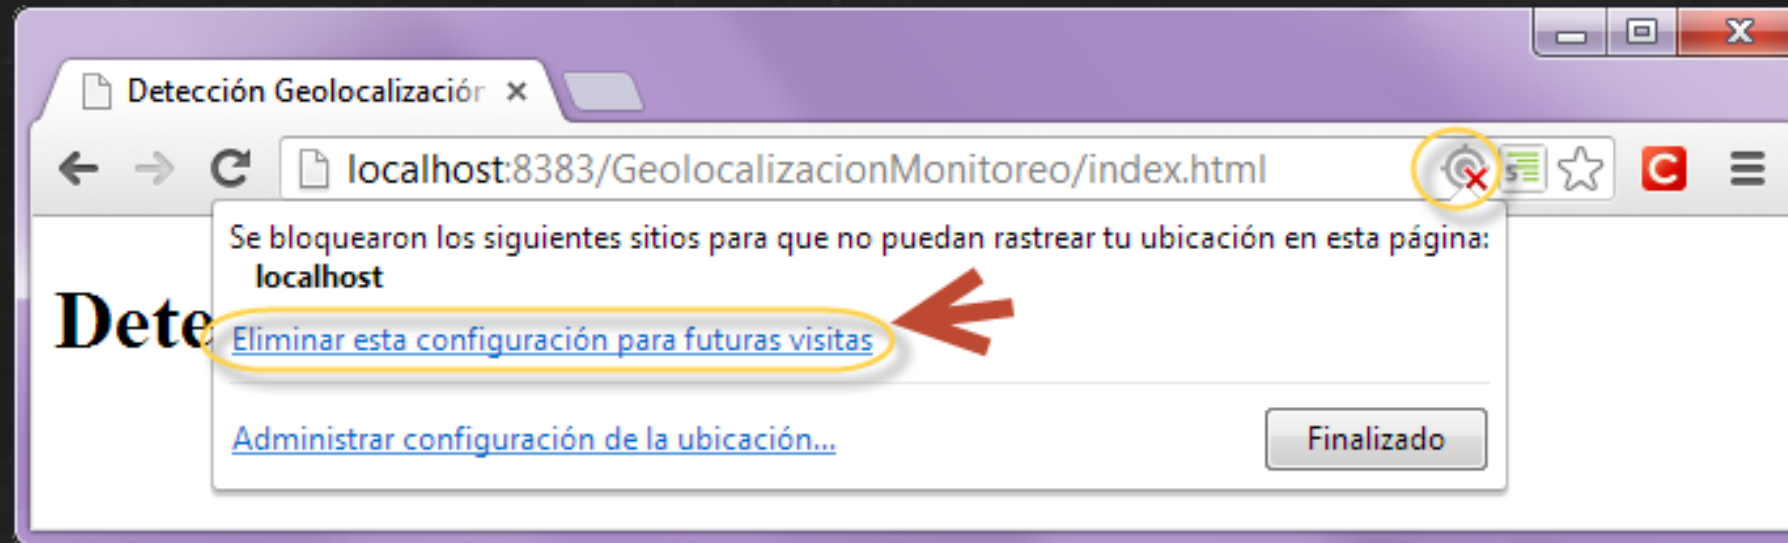 Detección Geolocalización
localhost:8383/GeolocalizacionMonitoreo/index.html
C
Se bloquearon los siguientes sitios para que no puedan rastrear tu ubicación en esta página:
localhost
Dete
Eliminar esta configuración para futuras visitas
Administrar configuración de la ubicación...
Finalizado